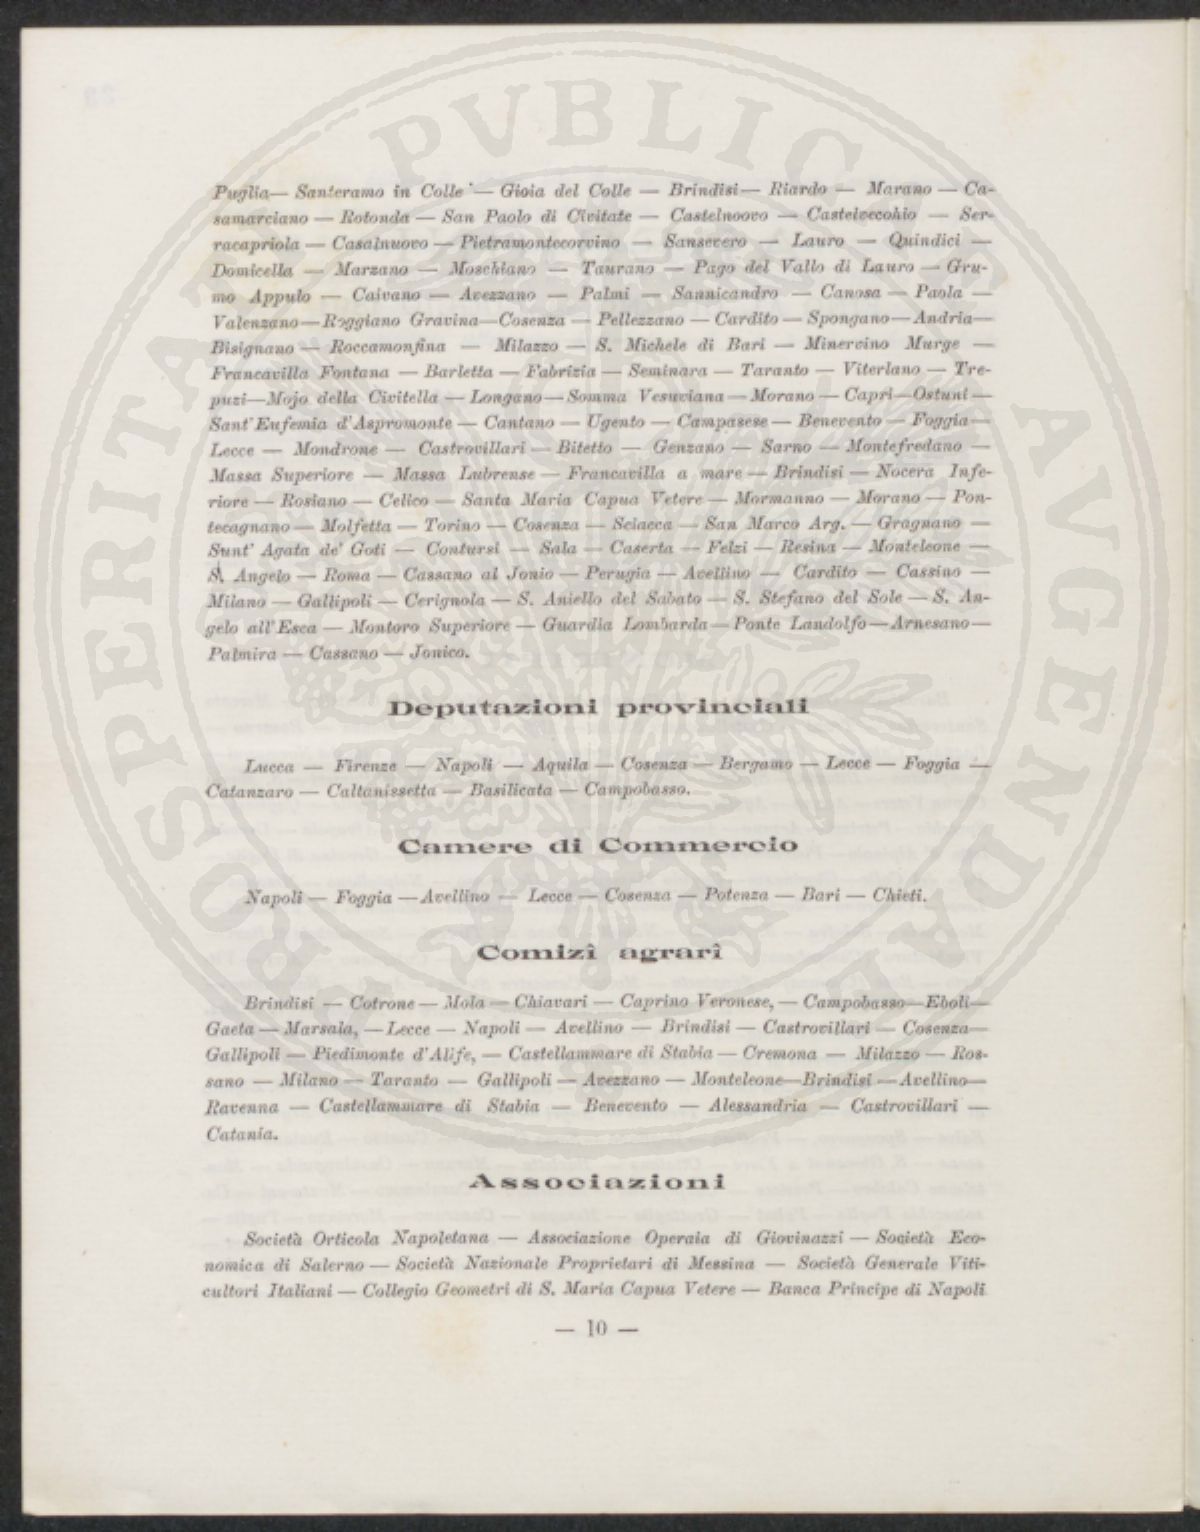 Puglia— Santeramo in Colle — Gioia del Colle — Brindisi— Riardo — Marano — Ca-
samarciano — Rotonda — San Paolo di Civitate — Castelnoovo — Castelvecchio — Ser-
racapriola — Casalnuovo — Pietramontecorvino — Sansevero — Lauro — Quindici —
Domicella — Marzano — Moschiano — Taurano — Pago del Vallo di Lauro — Gru-
mo Appulo — Caivano — Avezzano — Palmi — Sannicandro — Canosa — Paola —
Valenzano—Roggiano Gravina—Cosenza — Pellezzano — Cardito — Spongano—Andria—
Bisignano — Roccamonfina — Milazzo — S. Michele di Bari — Minervino Murge —
Francavilla Fontana — Barletta — Fabrizia — Seminara — Taranto — Viterlano — Tre-
puzi—Mojo della Civitella — Longano — Somma Vesuviana — Morano — Capri—Ostuni —
Sant' Eufemia d'Aspromonte — Cantano — Ugento — Campasese — Benevento — Foggia—
Lecce — Mondrone — Castrovillari — Bitetto — Genzano — Sarno — Montefredano —
Massa Superiore — Massa Lubrense — Francavilla a mare — Brindisi — Nocera Infe-
riore — Rosiano — Celico — Santa Maria Capua Vetere — Mormanno — Morano — Pon-
tecagnano — Molfetta — Torino — Cosenza — Sciacca — San Marco Arg. — Gragnano —
Sunt' Agata de' Goti — Contursi — Sala — Caserta — Felzi — Resina — Monteleone —
S. Angelo — Roma — Cassano al Jonio — Perugia — Avellino — Cardito — Cassino —
Milano — Gallipoli — Cerignola — S. Aniello del Sabato — S. Stefano del Sole — S. An-
gelo all'Esca — Montoro Superiore — Guardia Lombarda — Ponte Landolfo—Arnesano—
Palmira — Cassano — Jonico.
Deputazioni provinciali
Lucca — Firenze — Napoli — Aquila — Cosenza — Bergamo — Lecce — Foggia —
Catanzaro — Caltanissetta — Basilicata — Campobasso.
Camere di Commercio
Napoli — Foggia — Avellino — Lecce — Cosenza — Potenza — Bari — Chieti.
Comizî agrarî
Brindisi — Cotrone — Mola — Chiavari — Caprino Veronese, — Campobasso—Eboli—
Gaeta — Marsala, — Lecce — Napoli — Avellino — Brindisi — Castrovillari — Cosenza—
Gallipoli — Piedimonte d'Alife, — Castellammare di Stabia — Cremona — Milazzo — Ros-
sano — Milano — Taranto — Gallipoli — Avezzano — Monteleone—Brindisi — Avellino—
Ravenna — Castellammare di Stabia — Benevento — Alessandria — Castrovillari —
Catania.
Associazioni
Società Orticola Napoletana — Associazione Operaia di Giovinazzi — Società Eco-
nomica di Salerno — Società Nazionale Proprietari di Messina — Società Generale Viti-
cultori Italiani — Collegio Geometri di S. Maria Capua Vetere — Banca Principe di Napoli
— 10 —
PROSPERITATI PVBLICAE AVGENDAE